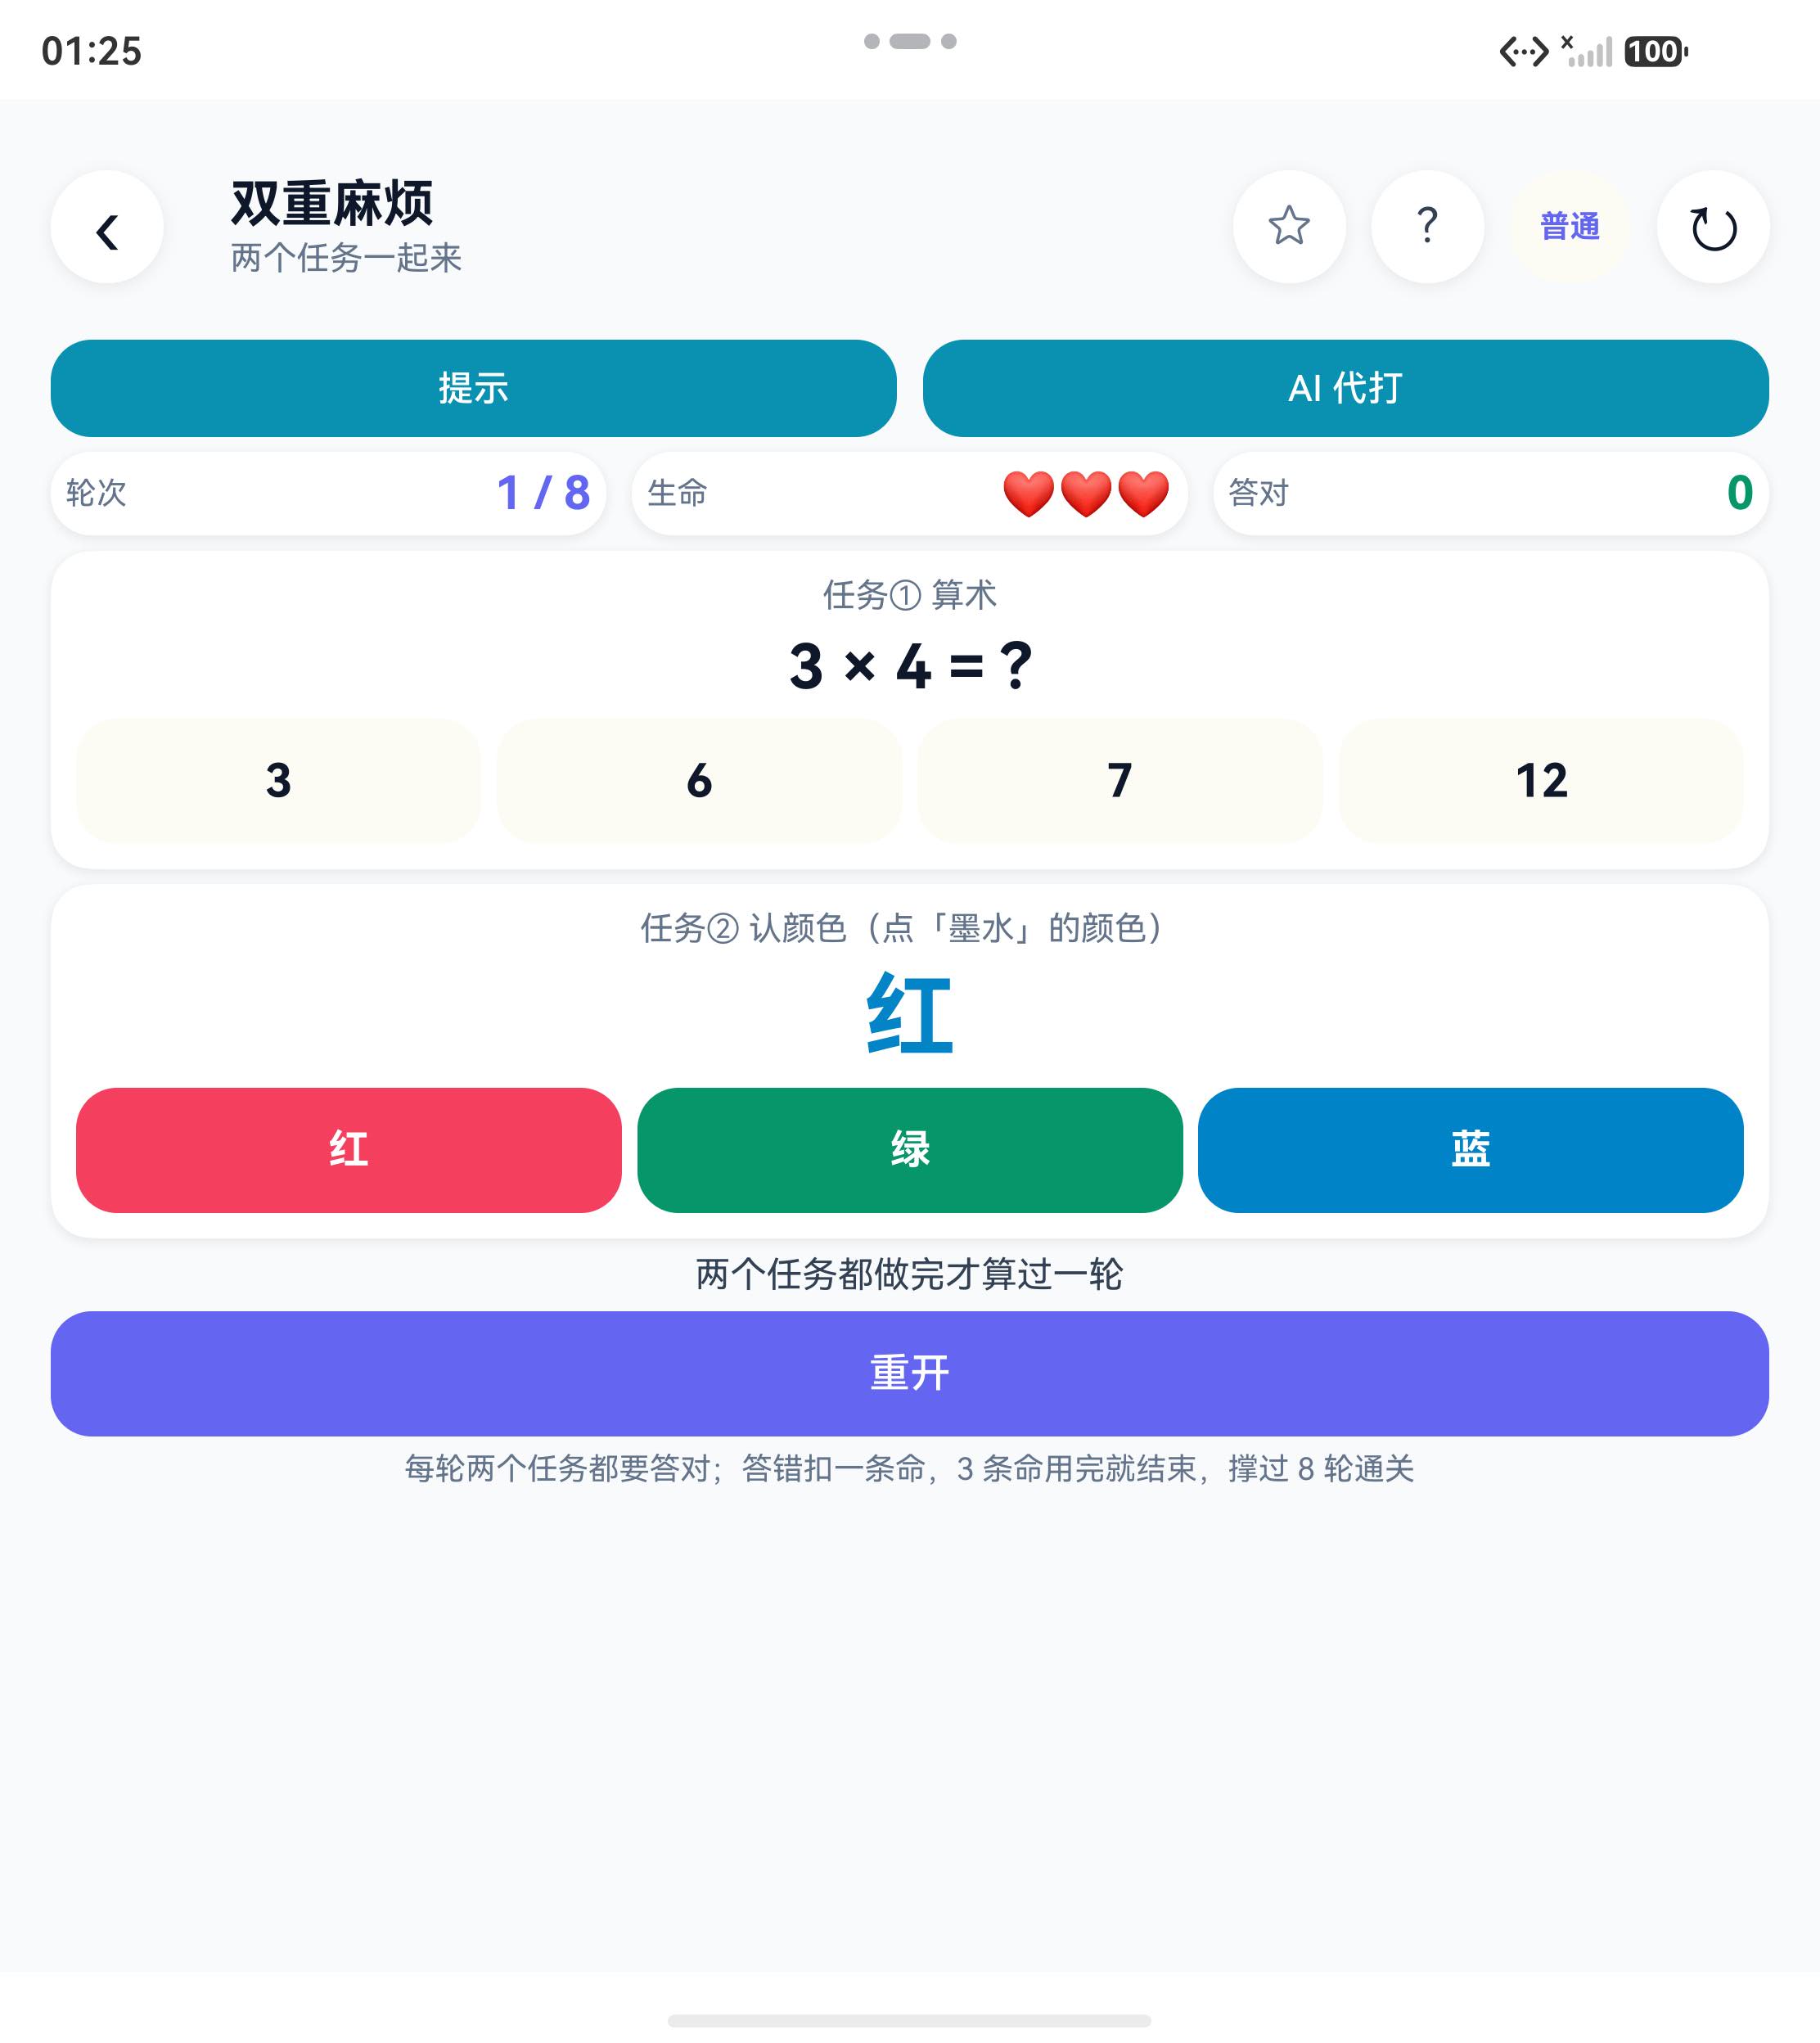 01:25
100
双重麻烦
两个任务一起来
?
普通
提示
AI 代打
轮次
1 / 8
生命
答对
0
任务① 算术
3 × 4 = ?
3
6
7
12
任务② 认颜色（点「墨水」的颜色）
红
红
绿
蓝
两个任务都做完才算过一轮
重开
每轮两个任务都要答对；答错扣一条命，3 条命用完就结束，撑过 8 轮通关